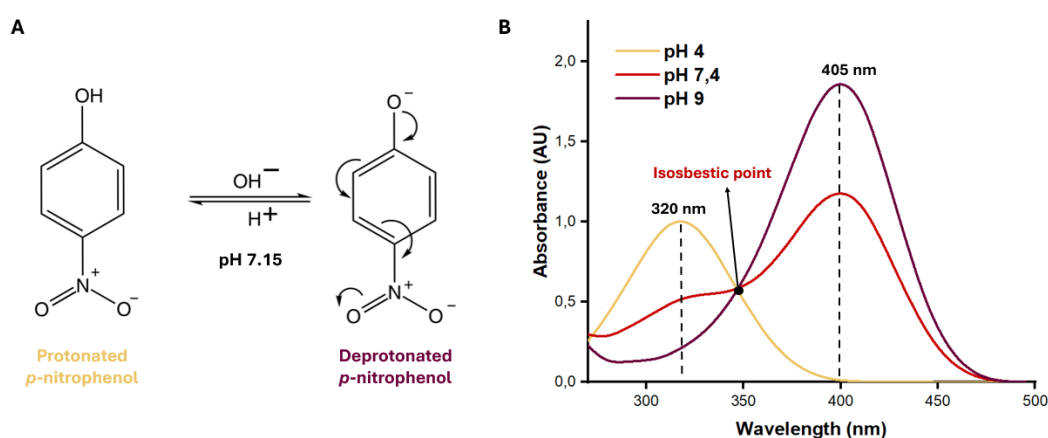 A
OH
OH⁻
H⁺
pH 7.15
N⁺
O
O⁻
Protonated
p-nitrophenol
O⁻
N⁺
O
O⁻
Deprotonated
p-nitrophenol
B
pH 4
pH 7,4
pH 9
405 nm
Isosbestic point
320 nm
Absorbance (AU)
2,0
1,5
1,0
0,5
0,0
300
350
400
450
500
Wavelength (nm)